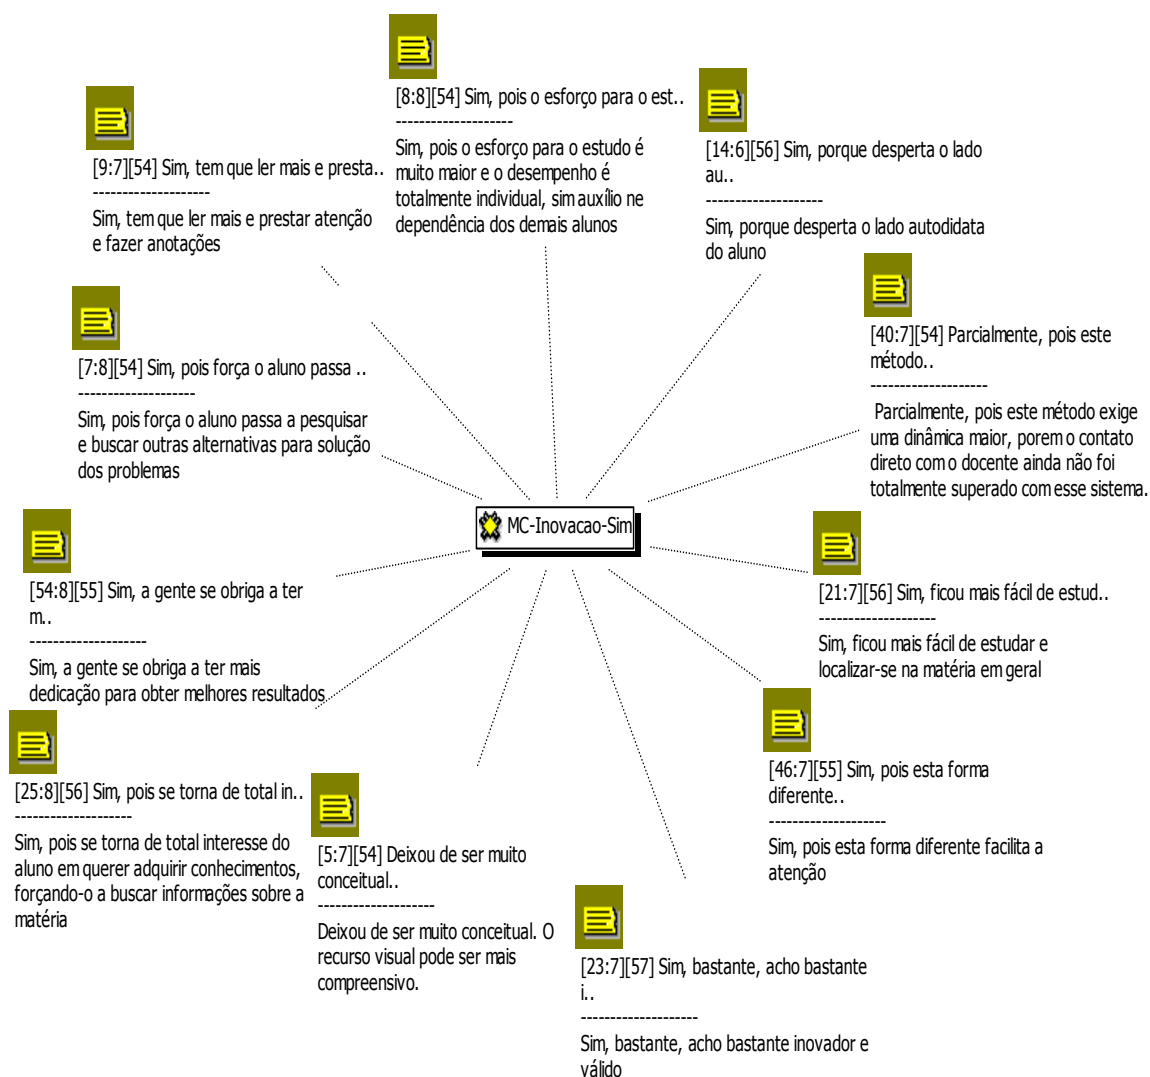 [8:8][54] Sim, pois o esforço para o est..
--------------------
Sim, pois o esforço para o estudo é
muito maior e o desempenho é
totalmente individual, sim auxílio ne
dependência dos demais alunos
[14:6][56] Sim, porque desperta o lado
au..
--------------------
Sim, porque desperta o lado autodidata
do aluno
[9:7][54] Sim, tem que ler mais e presta..
--------------------
Sim, tem que ler mais e prestar atenção
e fazer anotações
[40:7][54] Parcialmente, pois este
método..
--------------------
Parcialmente, pois este método exige
uma dinâmica maior, porem o contato
direto com o docente ainda não foi
totalmente superado com esse sistema.
[7:8][54] Sim, pois força o aluno passa ..
--------------------
Sim, pois força o aluno passa a pesquisar
e buscar outras alternativas para solução
dos problemas
MC-Inovacao-Sim
[54:8][55] Sim, a gente se obriga a ter
m..
--------------------
Sim, a gente se obriga a ter mais
dedicação para obter melhores resultados
[21:7][56] Sim, ficou mais fácil de estud..
--------------------
Sim, ficou mais fácil de estudar e
localizar-se na matéria em geral
[46:7][55] Sim, pois esta forma
diferente..
--------------------
Sim, pois esta forma diferente facilita a
atenção
[25:8][56] Sim, pois se torna de total in..
--------------------
Sim, pois se torna de total interesse do
aluno em querer adquirir conhecimentos,
forçando-o a buscar informações sobre a
matéria
[5:7][54] Deixou de ser muito
conceitual..
--------------------
Deixou de ser muito conceitual. O
recurso visual pode ser mais
compreensivo.
[23:7][57] Sim, bastante, acho bastante
i..
--------------------
Sim, bastante, acho bastante inovador e
válido